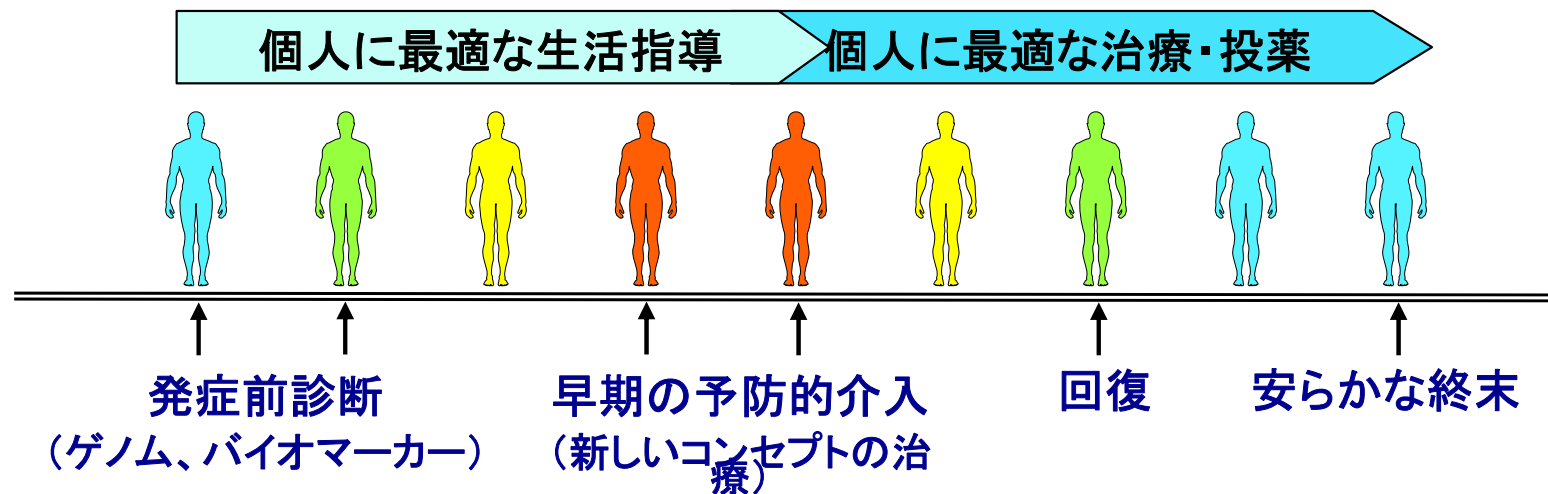 個人に最適な生活指導
個人に最適な治療・投薬
発症前診断
（ゲノム、バイオマーカー）
早期の予防的介入
（新しいコンセプトの治
療）
回復
安らかな終末